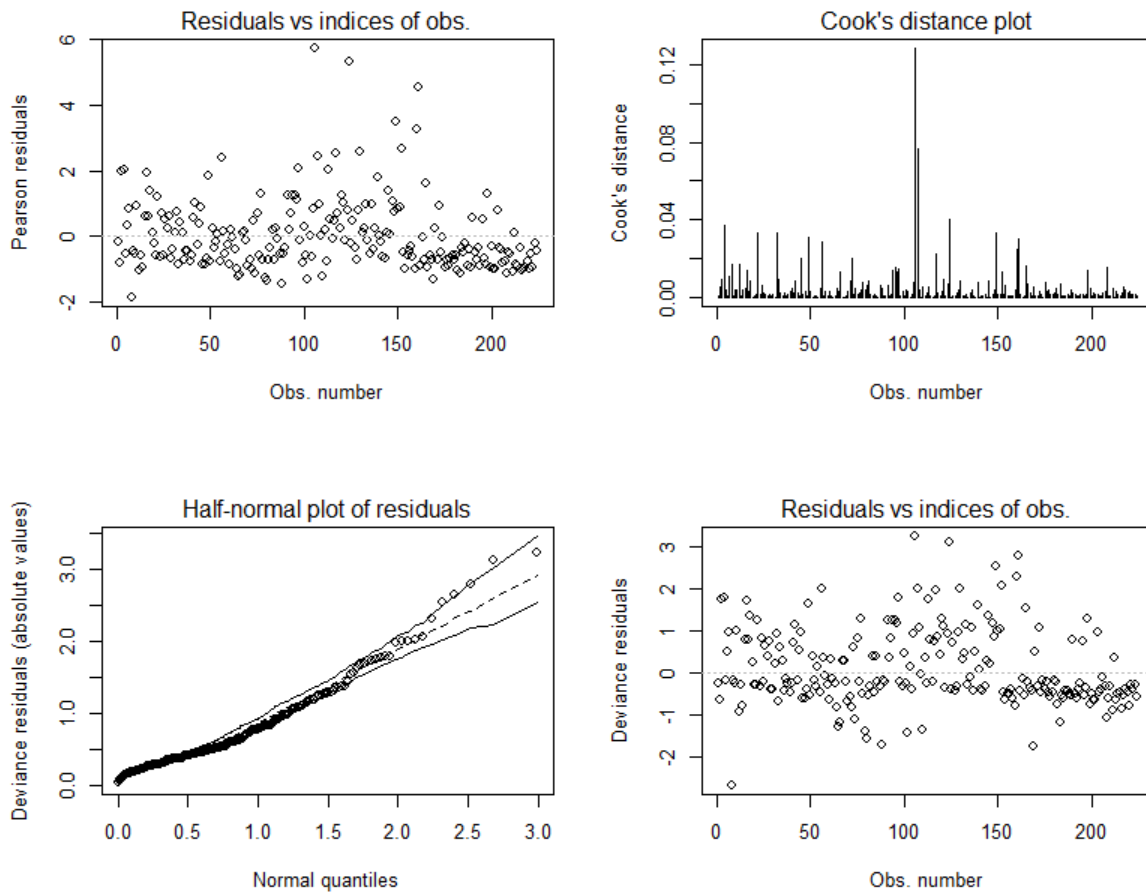 Residuals vs indices of obs.
Pearson residuals
-2 0 2 4 6
0 50 100 150 200
Obs. number
Cook's distance plot
Cook's distance
0.00 0.04 0.08 0.12
0 50 100 150 200
Obs. number
Half-normal plot of residuals
Deviance residuals (absolute values)
0.0 1.0 2.0 3.0
0.0 0.5 1.0 1.5 2.0 2.5 3.0
Normal quantiles
Residuals vs indices of obs.
Deviance residuals
-2 -1 0 1 2 3
0 50 100 150 200
Obs. number